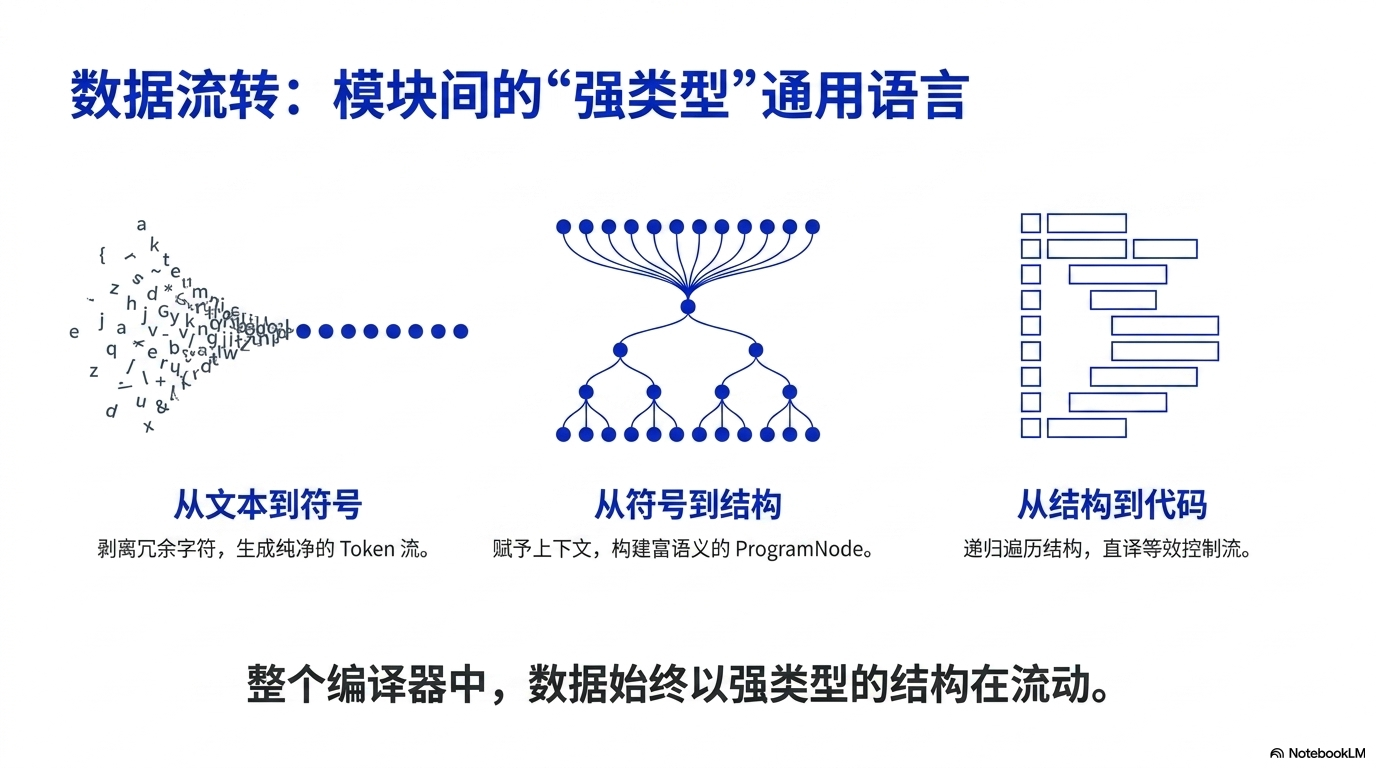 数据流转：模块间的“强类型”通用语言
从文本到符号
剥离冗余字符，生成纯净的 Token 流。
从符号到结构
赋予上下文，构建富语义的 ProgramNode。
从结构到代码
递归遍历结构，直译等效控制流。
整个编译器中，数据始终以强类型的结构在流动。
NotebookLM